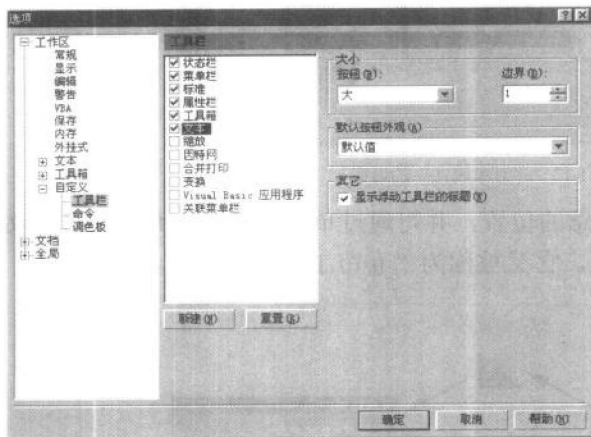 选项
工作区
常规
显示
编辑
警告
VBA
保存
内存
外挂式
文本
工具箱
自定义
工具栏
命令
调色板
文档
全局
工具栏
状态栏
菜单栏
标准
属性栏
工具箱
缩放
因特网
合并打印
变换
Visual Basic 应用程序
关联菜单栏
新建(N)
重置(S)
大小
按钮(B):
边界(D):
大
1
默认按钮外观(A)
默认值
其它
显示浮动工具栏的标题(X)
确定
取消
帮助(H)